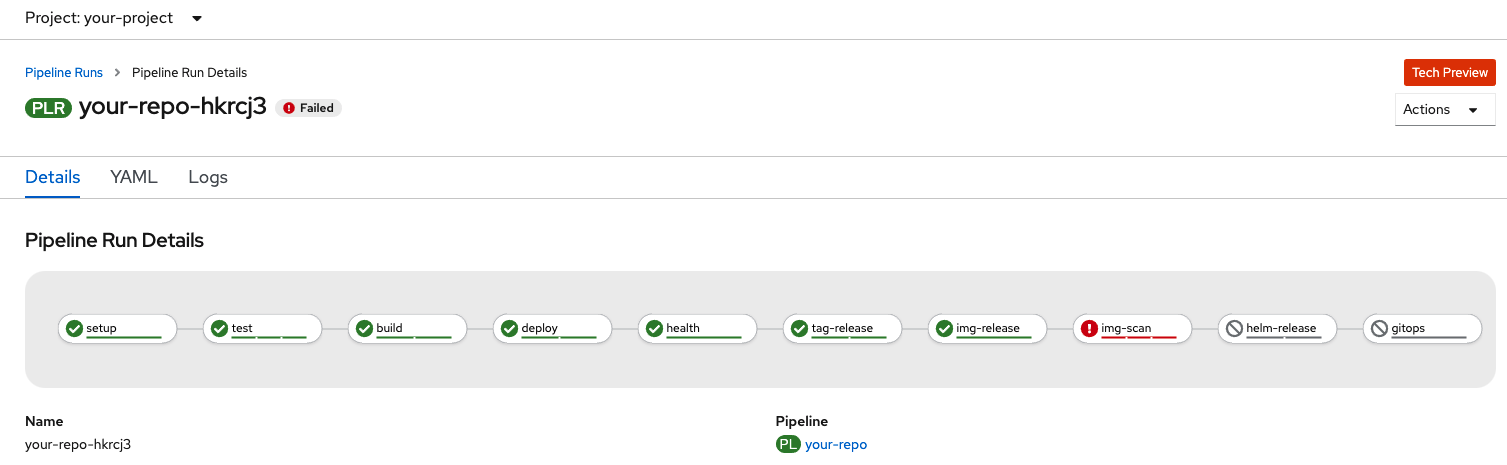 Project: your-project
Pipeline Runs > Pipeline Run Details
Tech Preview
PLR your-repo-hkrcj3 Failed
Actions
Details YAML Logs
Pipeline Run Details
setup test build deploy health tag-release img-release img-scan helm-release gitops
Name Pipeline
your-repo-hkrcj3 PL your-repo